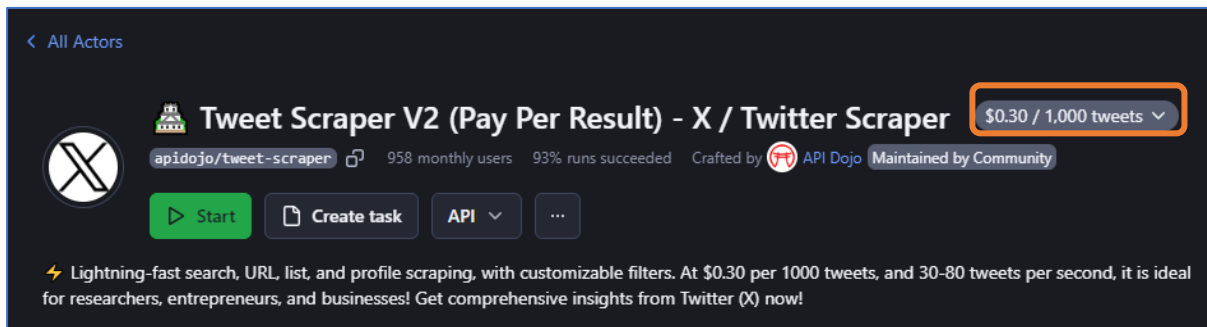 All Actors
Tweet Scraper V2 (Pay Per Result) - X / Twitter Scraper
$0.30 / 1,000 tweets
apidojo/tweet-scraper 958 monthly users 93% runs succeeded Crafted by API Dojo Maintained by Community
Start Create task API ...
⚡ Lightning-fast search, URL, list, and profile scraping, with customizable filters. At $0.30 per 1000 tweets, and 30-80 tweets per second, it is ideal
for researchers, entrepreneurs, and businesses! Get comprehensive insights from Twitter (X) now!